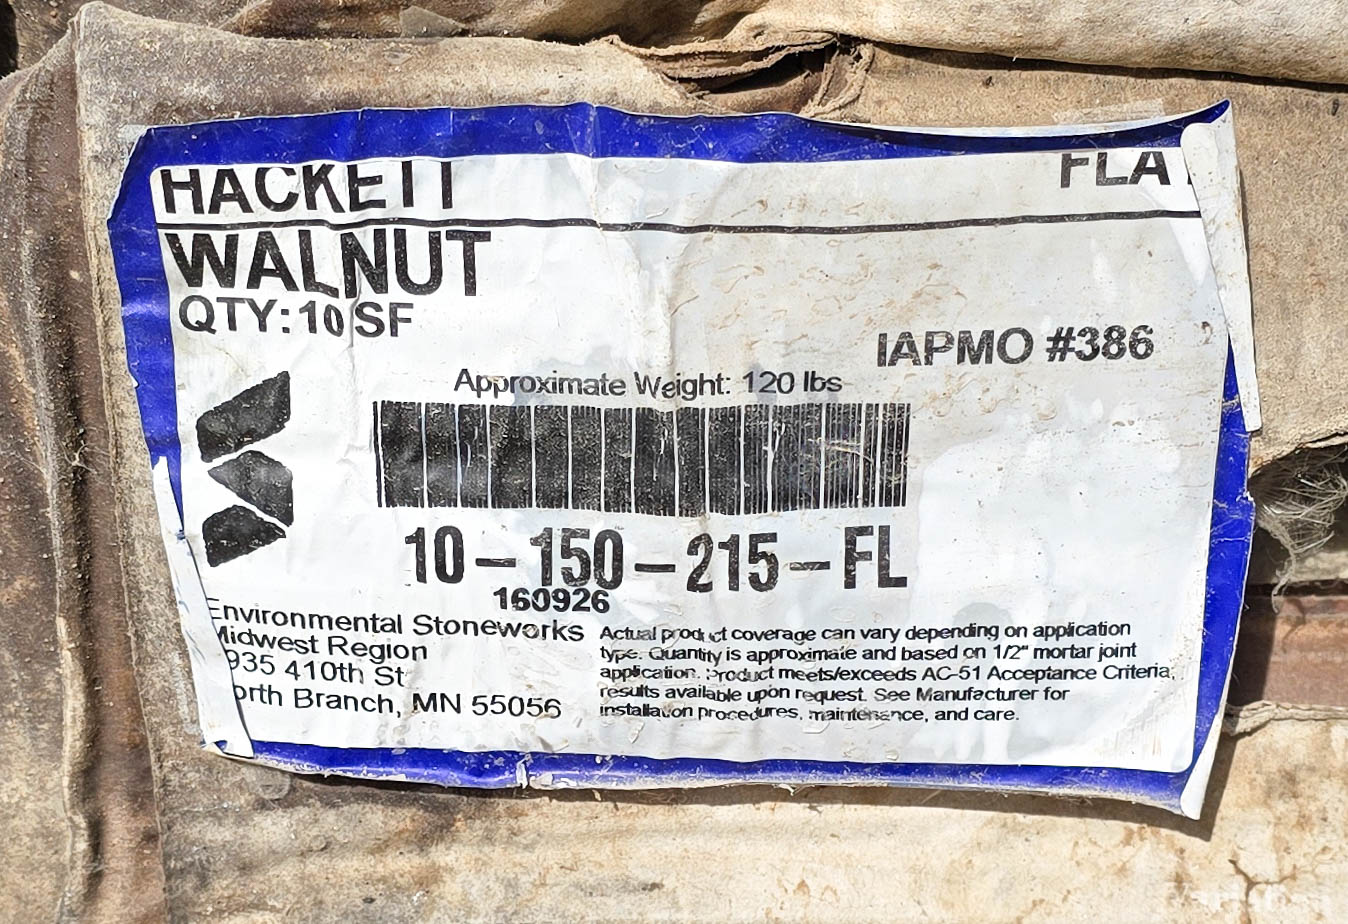 HACKETT FLAT
WALNUT
QTY: 10 SF
IAPMO #386
Approximate Weight: 120 lbs
10-150-215-FL
160926
Environmental Stoneworks
Midwest Region
935 410th St
orth Branch, MN 55056
Actual product coverage can vary depending on application
type. Quantity is approximate and based on 1/2" mortar joint
application. Product meets/exceeds AC-51 Acceptance Criteria,
results available upon request. See Manufacturer for
installation procedures, maintenance, and care.